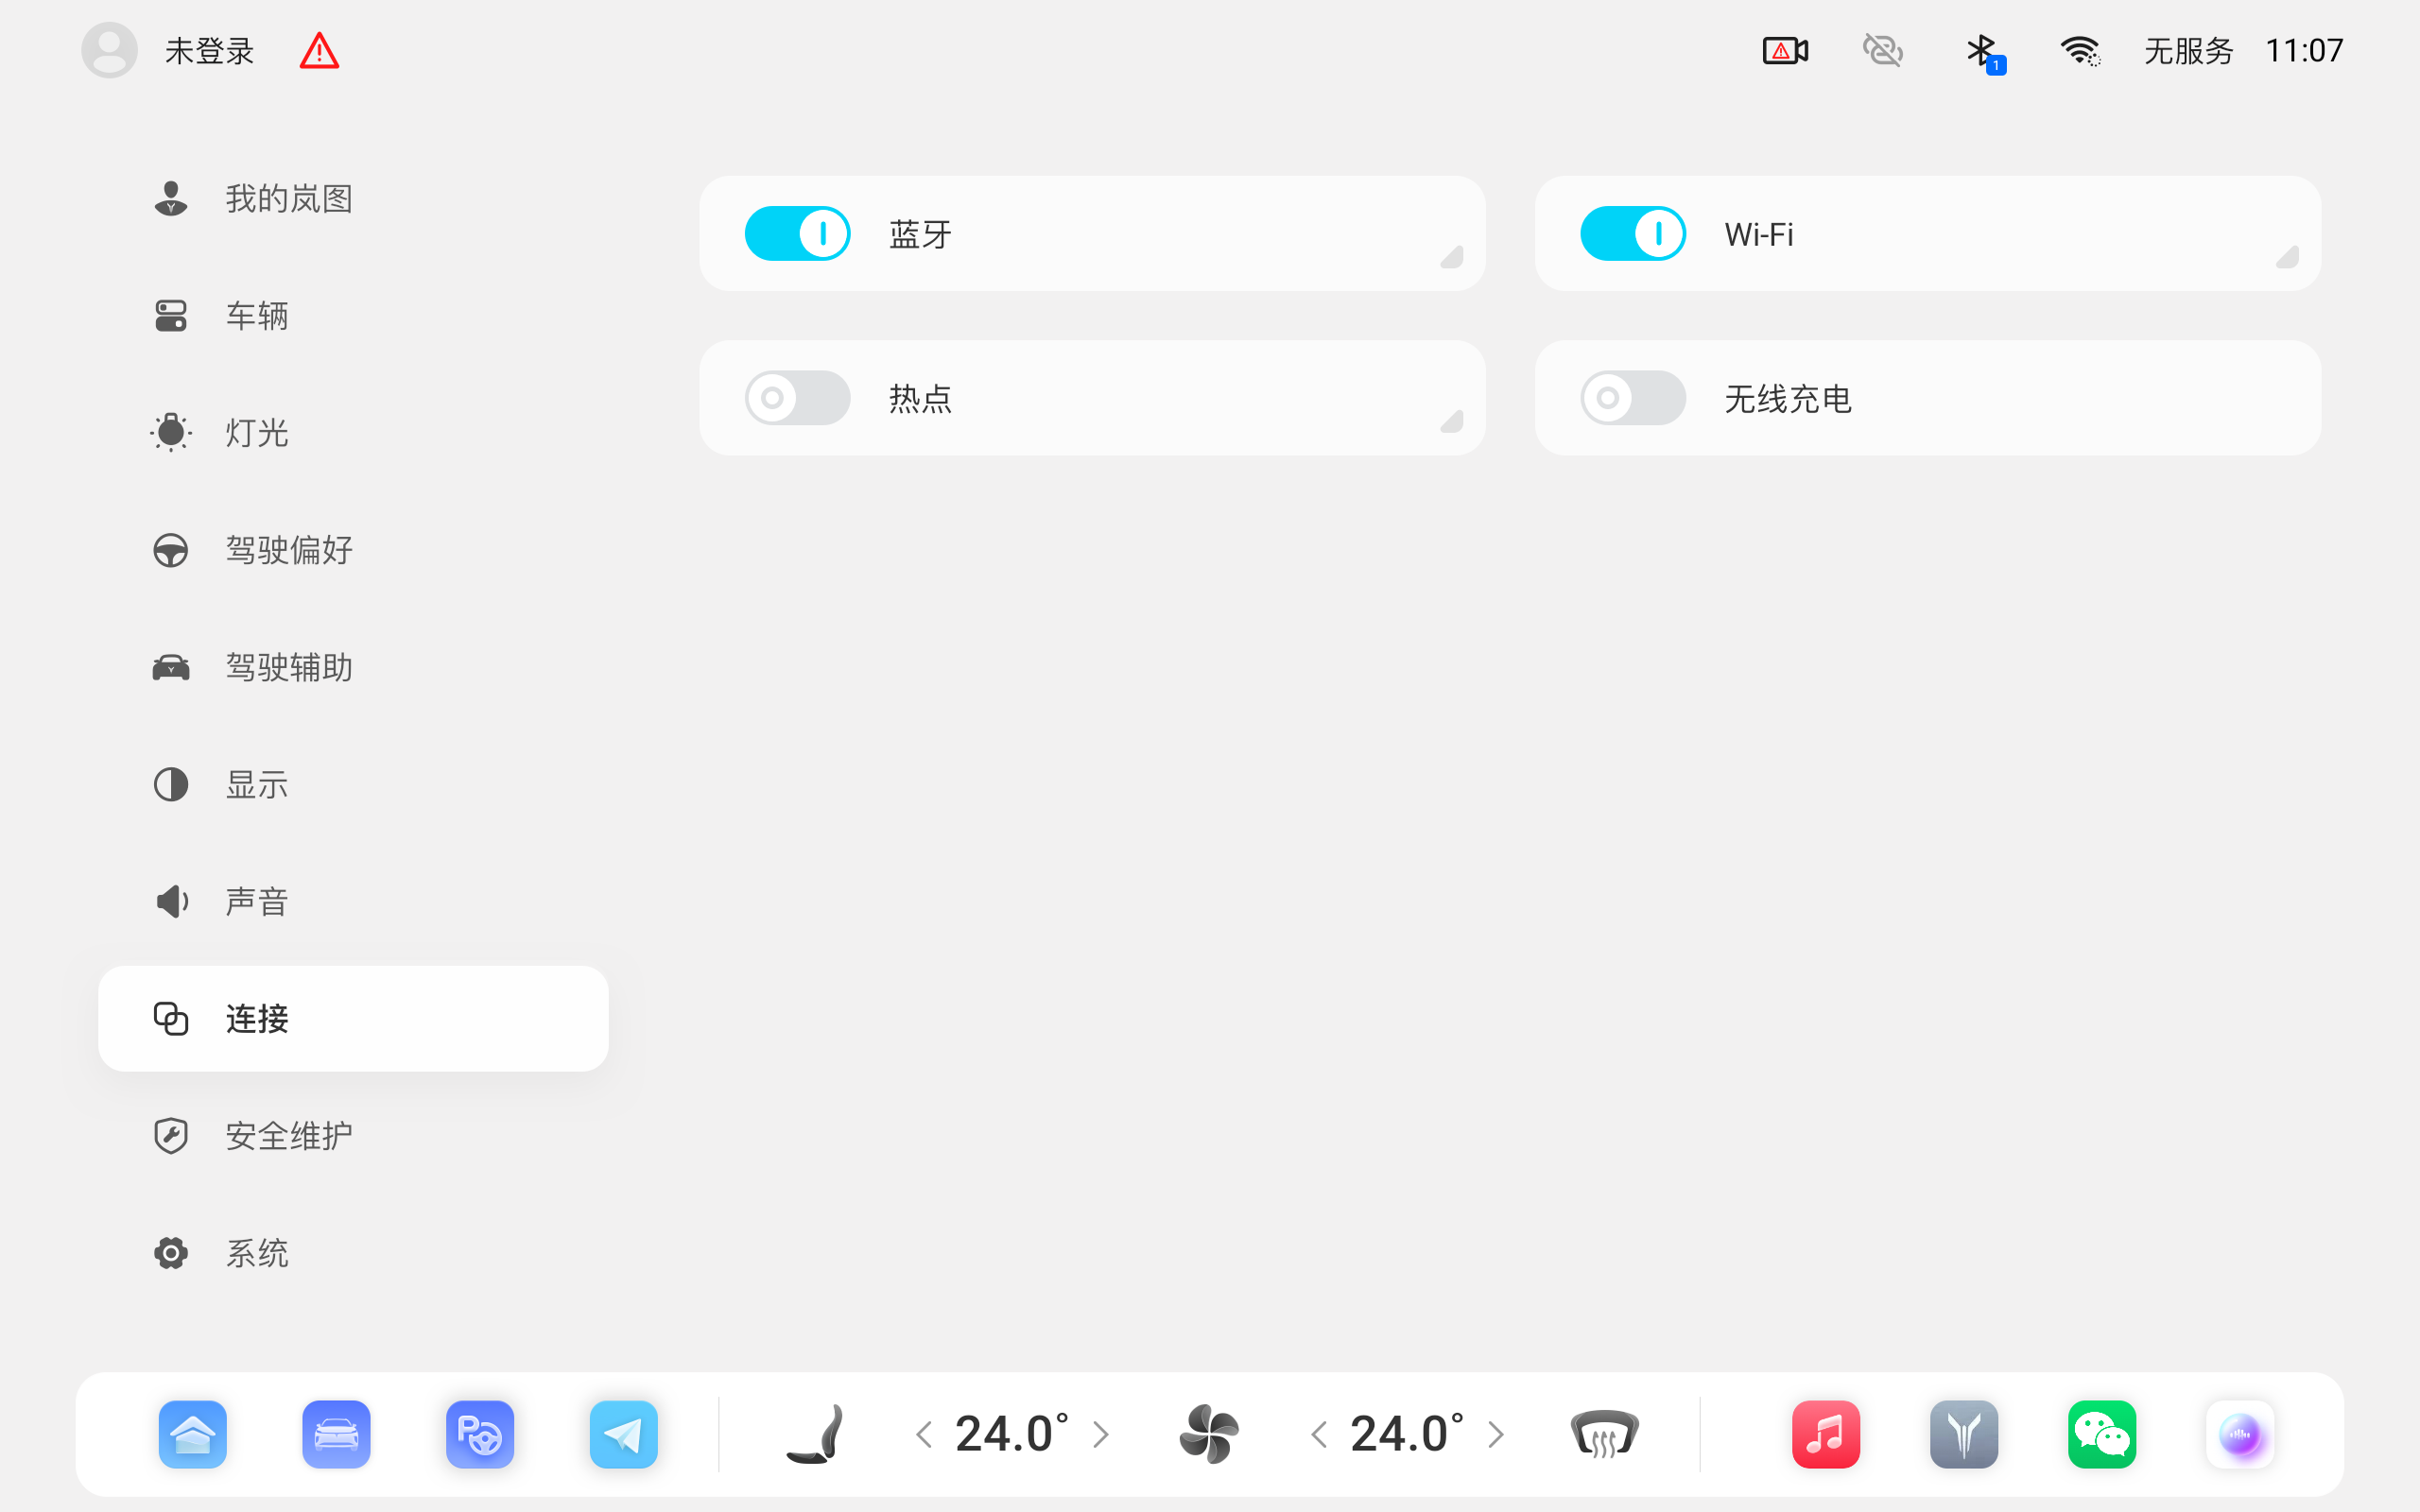 未登录
1
无服务 11:07
我的岚图
车辆
灯光
驾驶偏好
驾驶辅助
显示
声音
连接
安全维护
系统
蓝牙
Wi-Fi
热点
无线充电
P
24.0°
24.0°